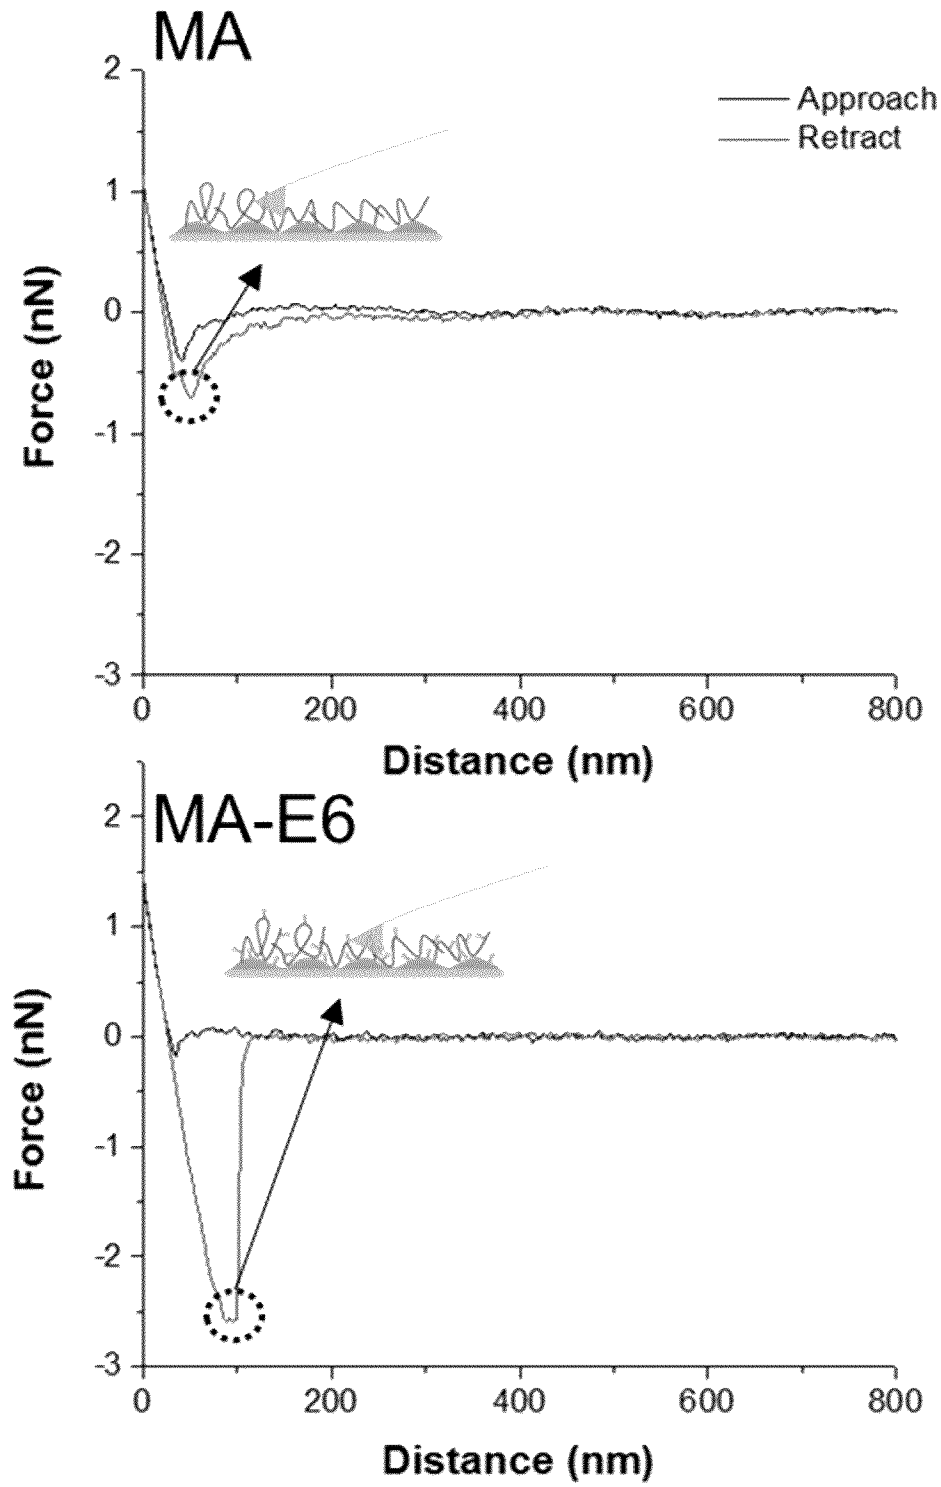 MA
2
1
0
-1
-2
-3
Force (nN)
Approach
Retract
0 200 400 600 800
Distance (nm)
MA-E6
2
1
0
-1
-2
-3
Force (nN)
0 200 400 600 800
Distance (nm)